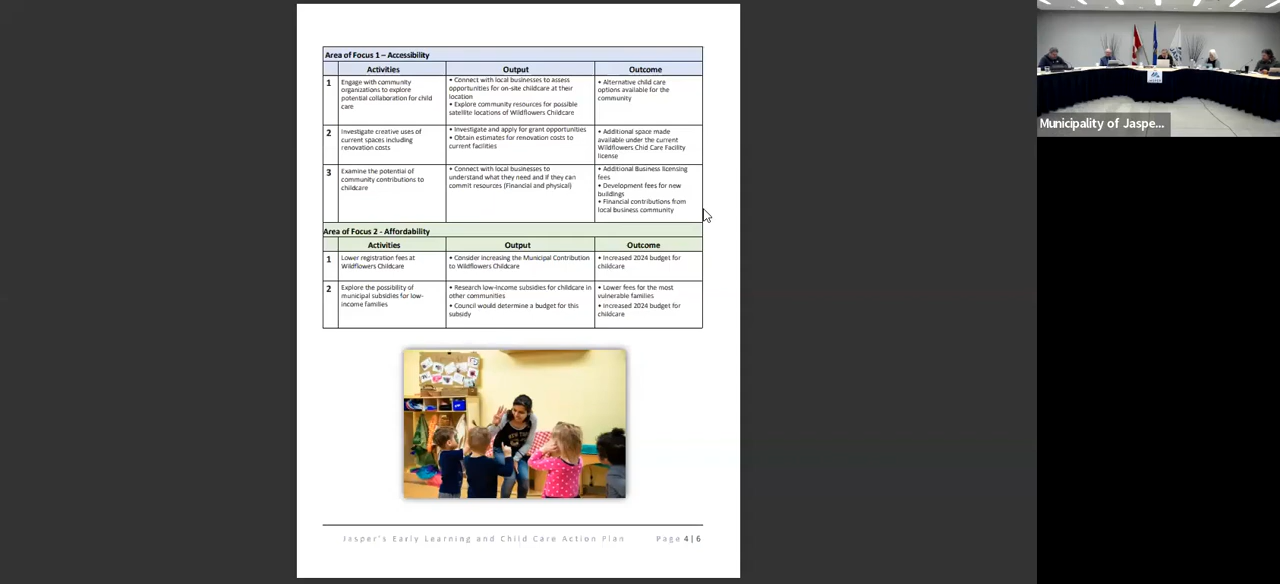 Area of Focus 1 – Accessibility
Activities Output Outcome
1
Engage with community
organizations to explore
potential collaboration for child
care
• Connect with local businesses to assess
opportunities for on-site childcare at their
location
• Explore community resources for possible
satellite locations of Wildflowers Childcare
• Alternative child care
options available for the
community
2
Investigate creative uses of
current spaces including
renovation costs
• Investigate and apply for grant opportunities
• Obtain estimates for renovation costs to
current facilities
• Additional space made
available under the current
Wildflowers Chid Care Facility
license
3
Examine the potential of
community contributions to
childcare
• Connect with local businesses to
understand what they need and if they can
commit resources (Financial and physical)
• Additional Business licensing
fees
• Development fees for new
buildings
• Financial contributions from
local business community
Area of Focus 2 - Affordability
Activities Output Outcome
1
Lower registration fees at
Wildflowers Childcare
• Consider increasing the Municipal Contribution
to Wildflowers Childcare
• Increased 2024 budget for
childcare
2
Explore the possibility of
municipal subsidies for low-
income families
• Research low-income subsidies for childcare in
other communities
• Council would determine a budget for this
subsidy
• Lower fees for the most
vulnerable families
• Increased 2024 budget for
childcare
Jasper's Early Learning and Child Care Action Plan Page 4|6
Municipality of Jaspe...